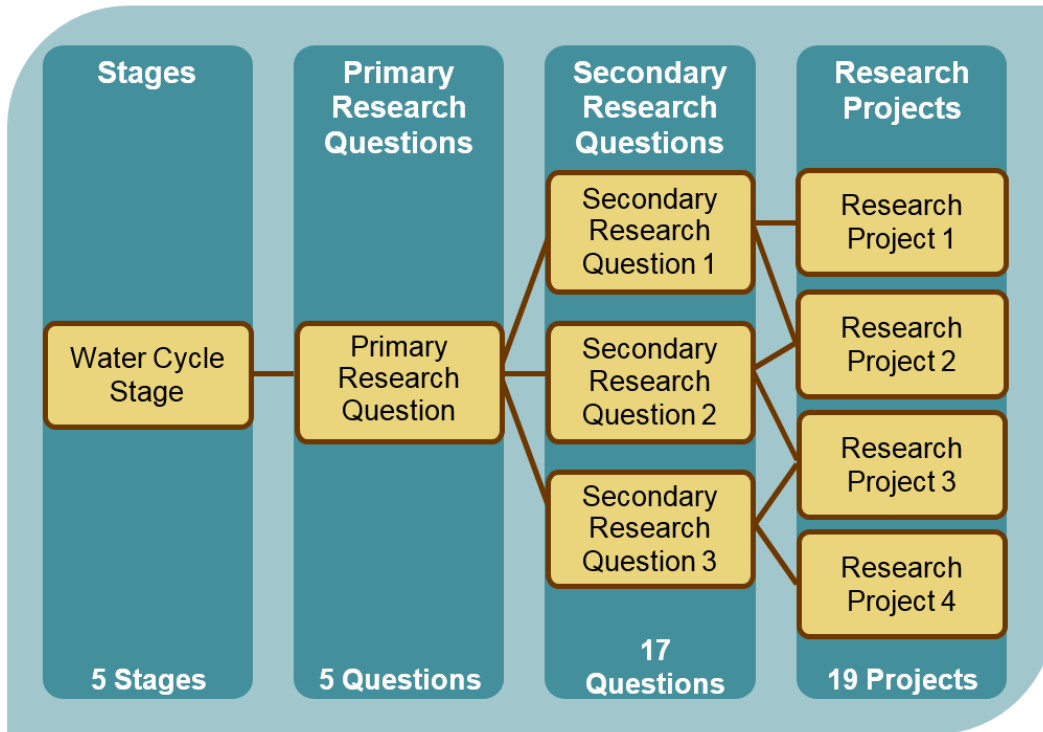 Stages
Primary
Research
Questions
Secondary
Research
Questions
Research
Projects
Water Cycle
Stage
Primary
Research
Question
Secondary
Research
Question 1
Secondary
Research
Question 2
Secondary
Research
Question 3
Research
Project 1
Research
Project 2
Research
Project 3
Research
Project 4
5 Stages
5 Questions
17
Questions
19 Projects